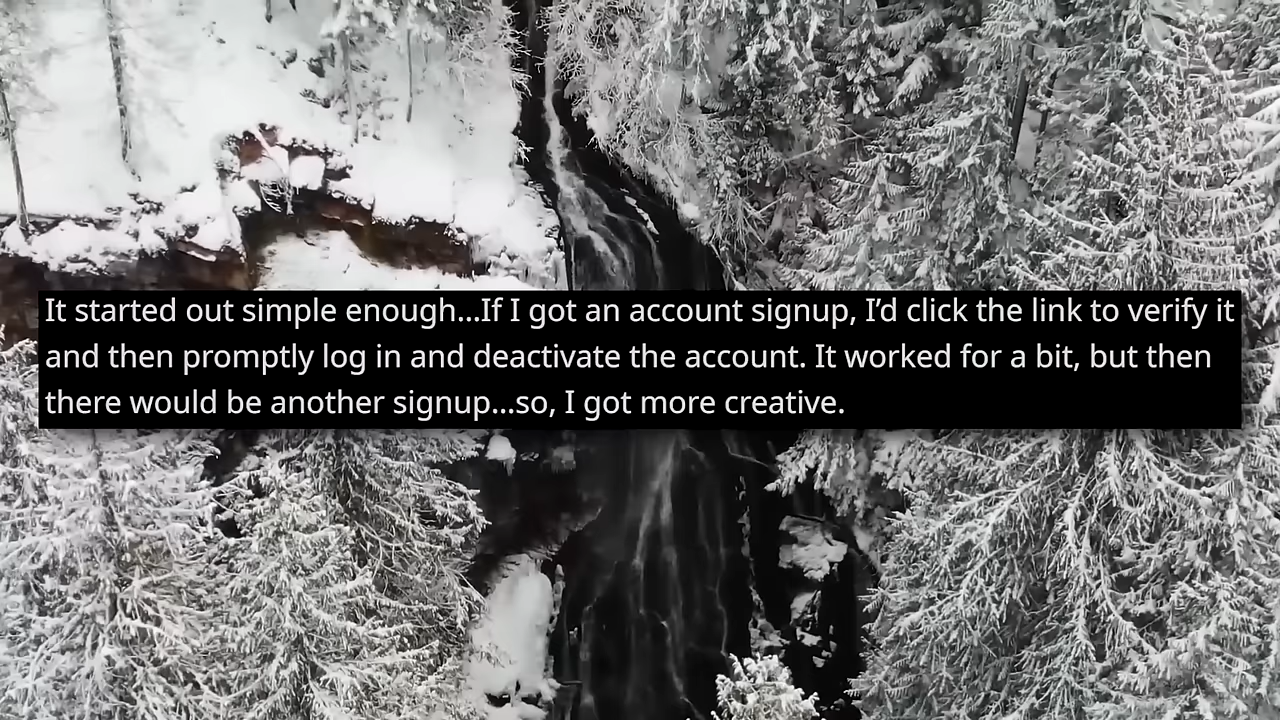 It started out simple enough...If I got an account signup, I’d click the link to verify it
and then promptly log in and deactivate the account. It worked for a bit, but then
there would be another signup...so, I got more creative.